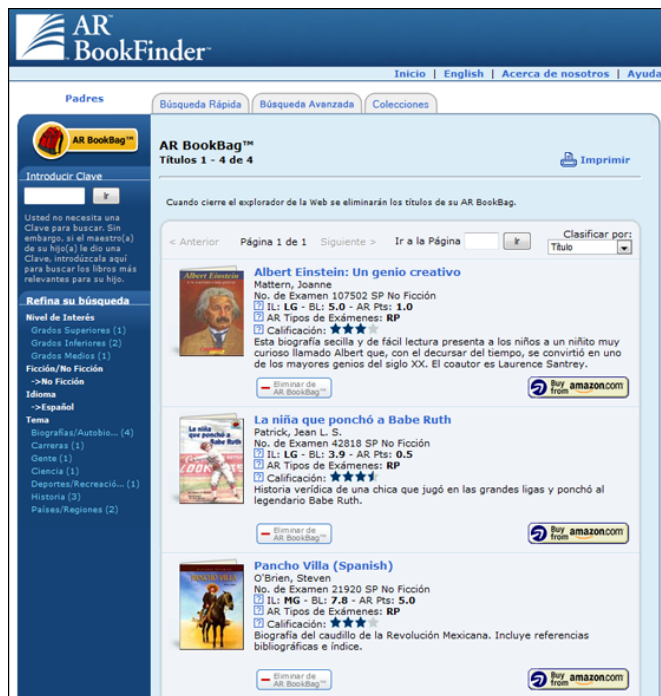 AR™
BookFinder™
Inicio | English | Acerca de nosotros | Ayuda
Padres
Búsqueda Rápida
Búsqueda Avanzada
Colecciones
AR BookBag™
Introducir Clave
Ir
Usted no necesita una
Clave para buscar. Sin
embargo, si el maestro(a)
de su hijo(a) le dio una
Clave, introdúzcala aquí
para buscar los libros más
relevantes para su hijo.
Refina su búsqueda
Nivel de Interés
Grados Superiores (1)
Grados Inferiores (2)
Grados Medios (1)
Ficción/No Ficción
->No Ficción
Idioma
->Español
Tema
Biografías/Autobio... (4)
Carreras (1)
Gente (1)
Ciencia (1)
Deportes/Recreació... (1)
Historia (3)
Países/Regiones (2)
AR BookBag™
Títulos 1 - 4 de 4
Imprimir
Cuando cierre el explorador de la Web se eliminarán los títulos de su AR BookBag.
< Anterior Página 1 de 1 Siguiente > Ir a la Página Ir
Clasificar por:
Título
Albert Einstein
Albert Einstein: Un genio creativo
Mattern, Joanne
No. de Examen 107502 SP No Ficción
? IL: LG - BL: 5.0 - AR Pts: 1.0
? AR Tipos de Exámenes: RP
? Calificación:
Esta biografía secilla y de fácil lectura presenta a los niños a un niñito muy
curioso llamado Albert que, con el decursar del tiempo, se convirtió en uno
de los mayores genios del siglo XX. El coautor es Laurence Santrey.
Eliminar de
AR BookBag™
Buy from amazon.com
La niña
que ponchó a
Babe Ruth
La niña que ponchó a Babe Ruth
Patrick, Jean L. S.
No. de Examen 42818 SP No Ficción
? IL: LG - BL: 3.9 - AR Pts: 0.5
? AR Tipos de Exámenes: RP
? Calificación:
Historia verídica de una chica que jugó en las grandes ligas y ponchó al
legendario Babe Ruth.
Eliminar de
AR BookBag™
Buy from amazon.com
PANCHO VILLA
Pancho Villa (Spanish)
O'Brien, Steven
No. de Examen 21920 SP No Ficción
? IL: MG - BL: 7.8 - AR Pts: 5.0
? AR Tipos de Exámenes: RP
? Calificación:
Biografía del caudillo de la Revolución Mexicana. Incluye referencias
bibliográficas e índice.
Eliminar de
AR BookBag™
Buy from amazon.com